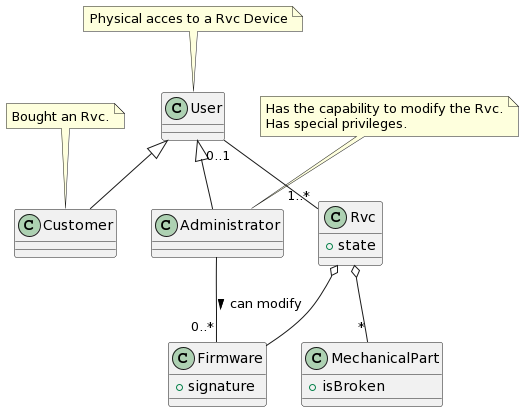 Physical acces to a Rvc Device
C User
Bought an Rvc.
Has the capability to modify the Rvc.
Has special privileges.
0..1
1..*
C Customer
C Administrator
C Rvc
state
can modify
0..*
*
C Firmware
signature
C MechanicalPart
isBroken